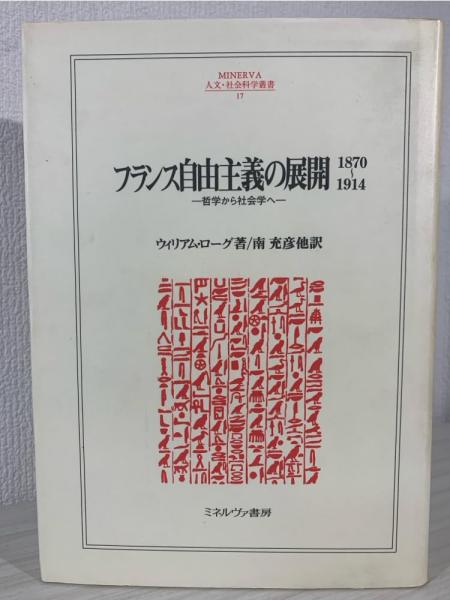 MINERVA
人文・社会科学叢書
17
フランス自由主義の展開 1870~1914
―哲学から社会学へ―
ウィリアム・ローグ著/南 充彦他訳
ミネルヴァ書房